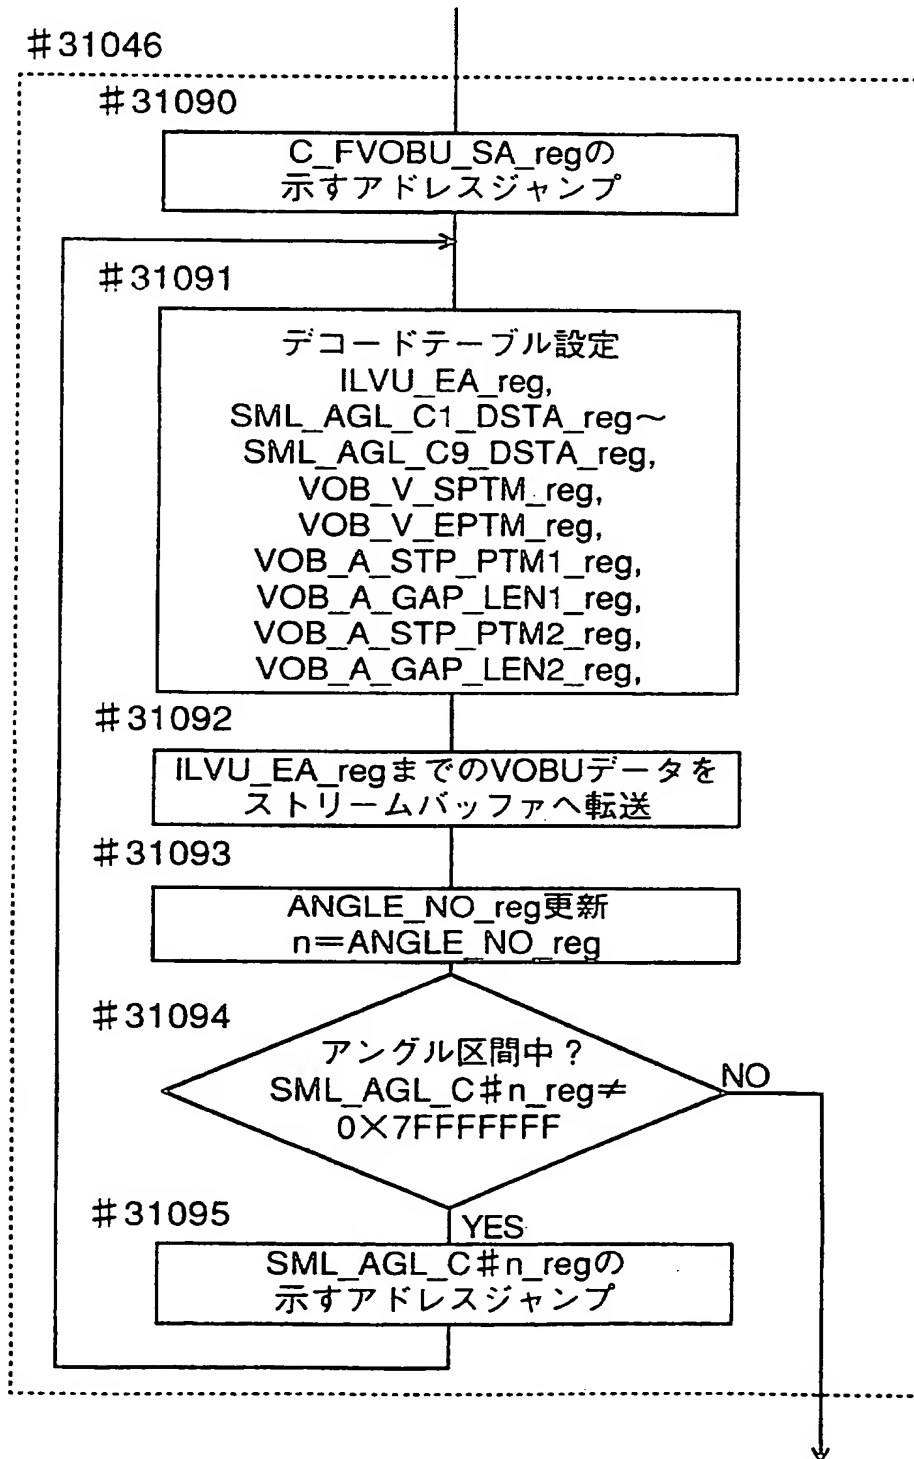 #31046
#31090
C_FVOBU_SA_regの
示すアドレスジャンプ
#31091
デコードテーブル設定
ILVU_EA_reg,
SML_AGL_C1_DSTA_reg〜
SML_AGL_C9_DSTA_reg,
VOB_V_SPTM_reg,
VOB_V_EPTM_reg,
VOB_A_STP_PTM1_reg,
VOB_A_GAP_LEN1_reg,
VOB_A_STP_PTM2_reg,
VOB_A_GAP_LEN2_reg,
#31092
ILVU_EA_regまでのVOBUデータを
ストリームバッファへ転送
#31093
ANGLE_NO_reg更新
n=ANGLE_NO_reg
#31094
アングル区間中?
SML_AGL_C#n_reg≠
0×7FFFFFFF
NO
#31095
YES
SML_AGL_C#n_regの
示すアドレスジャンプ